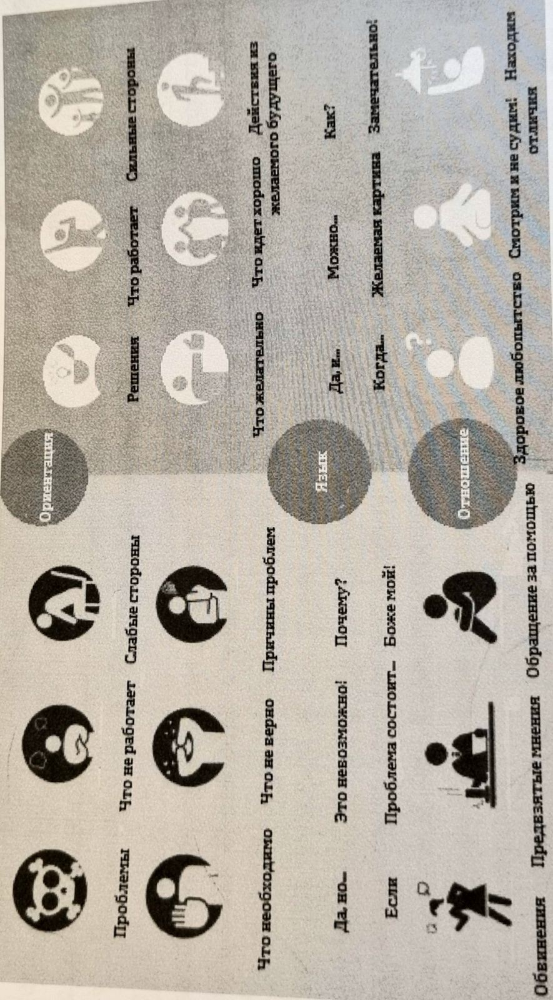 Ориентация
Проблемы
Что не работает
Слабые стороны
Решения
Что работает
Сильные стороны
Что необходимо
Что не верно
Причины проблем
Что желательно
Что идет хорошо
Действия из
желаемого будущего
Язык
Да, но...
Это невозможно!
Почему?
Да, и...
Можно...
Как?
Если
Проблема состоит...
Боже мой!
Когда...
Желаемая картина
Замечательно!
Отношение
Обвинения
Предвзятые мнения
Обращение за помощью
Здоровое любопытство
Смотрим и не судим!
Находим
отличия